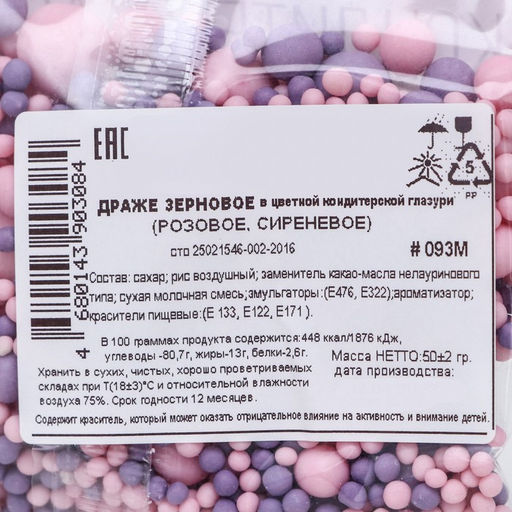 EAC
ДРАЖЕ ЗЕРНОВОЕ в цветной кондитерской глазури
(РОЗОВОЕ, СИРЕНЕВОЕ)
сто 25021546-002-2016
# 093М
Состав: сахар; рис воздушный; заменитель какао-масла нелауринового
типа; сухая молочная смесь;эмульгаторы:(Е476, Е322);ароматизатор;
красители пищевые:(Е 133, Е122, Е171 ).
В 100 граммах продукта содержится:448 ккал/1876 кДж,
углеводы -80,7г, жиры-13г, белки-2,6г.
Масса НЕТТО:50±2 гр.
дата производства:
Хранить в сухих, чистых, хорошо проветриваемых
складах при Т(18±3)°С и относительной влажности
воздуха 75%. Срок годности 12 месяцев.
Содержит краситель, который может оказать отрицательное влияние на активность и внимание детей.
4 680143 903084
5
PP